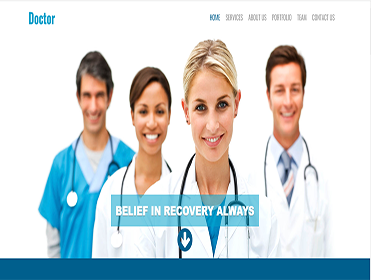 Doctor
HOME SERVICES ABOUT US PORTFOLIO TEAM CONTACT US
BELIEF IN RECOVERY ALWAYS